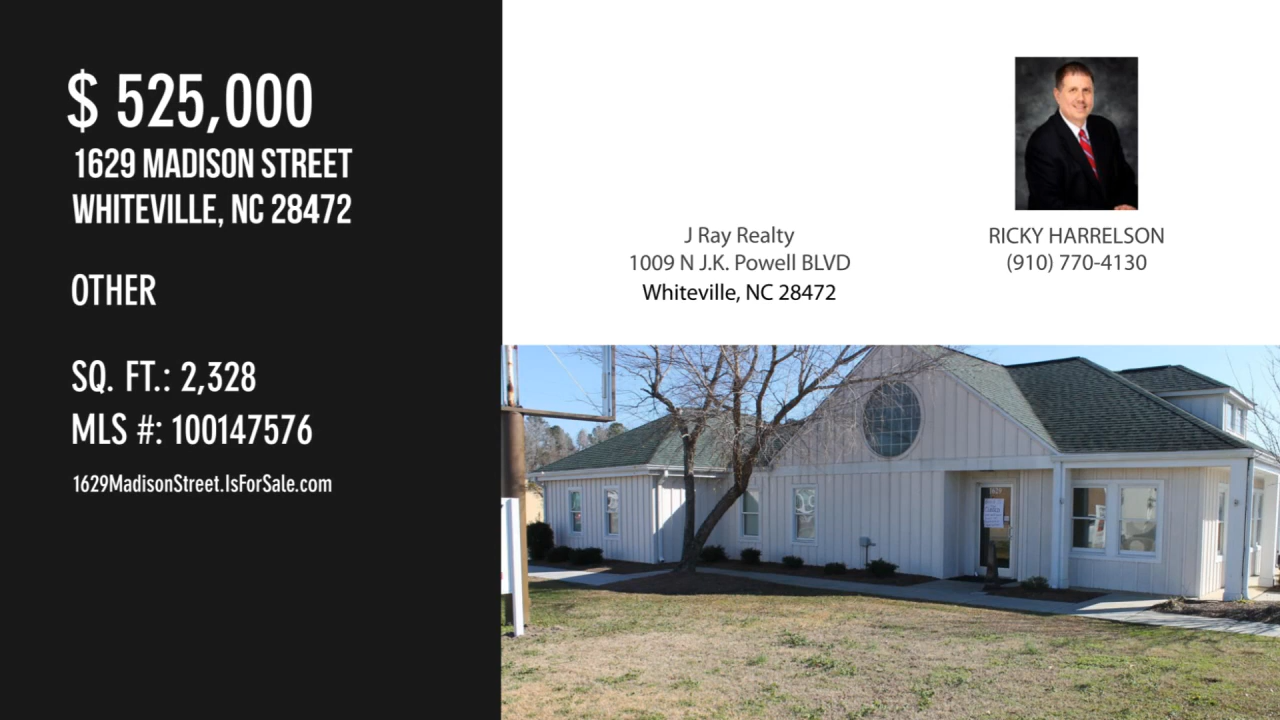 $ 525,000
1629 MADISON STREET
WHITEVILLE, NC 28472
OTHER
SQ. FT.: 2,328
MLS #: 100147576
1629MadisonStreet.IsForSale.com
J Ray Realty
1009 N J.K. Powell BLVD
Whiteville, NC 28472
RICKY HARRELSON
(910) 770-4130